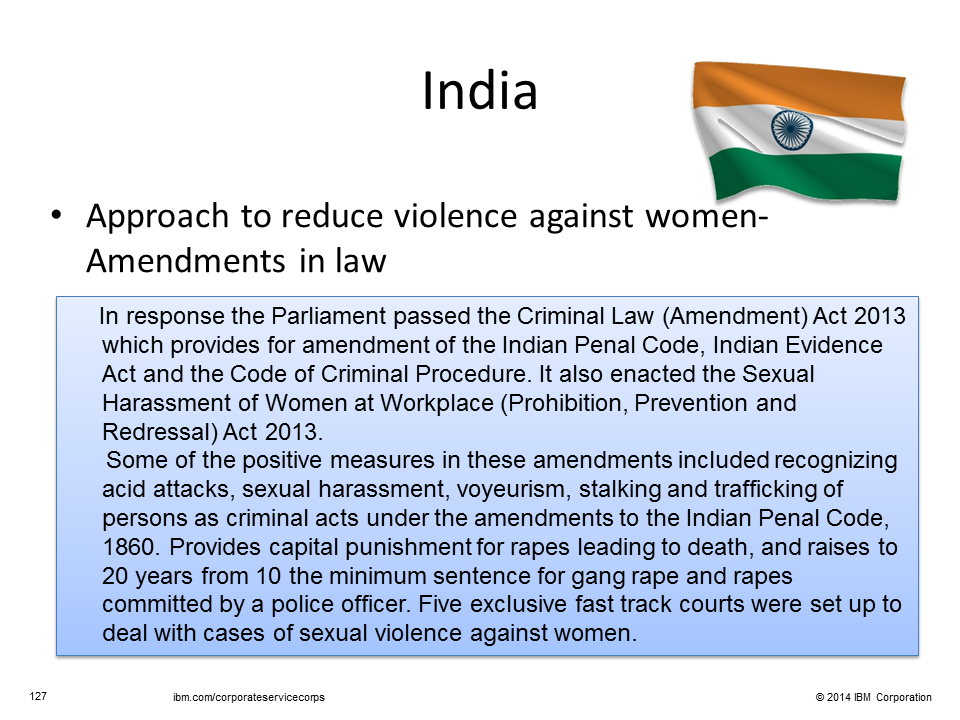 India
• Approach to reduce violence against women-
Amendments in law
In response the Parliament passed the Criminal Law (Amendment) Act 2013
which provides for amendment of the Indian Penal Code, Indian Evidence
Act and the Code of Criminal Procedure. It also enacted the Sexual
Harassment of Women at Workplace (Prohibition, Prevention and
Redressal) Act 2013.
Some of the positive measures in these amendments included recognizing
acid attacks, sexual harassment, voyeurism, stalking and trafficking of
persons as criminal acts under the amendments to the Indian Penal Code,
1860. Provides capital punishment for rapes leading to death, and raises to
20 years from 10 the minimum sentence for gang rape and rapes
committed by a police officer. Five exclusive fast track courts were set up to
deal with cases of sexual violence against women.
127 ibm.com/corporateservicecorps © 2014 IBM Corporation